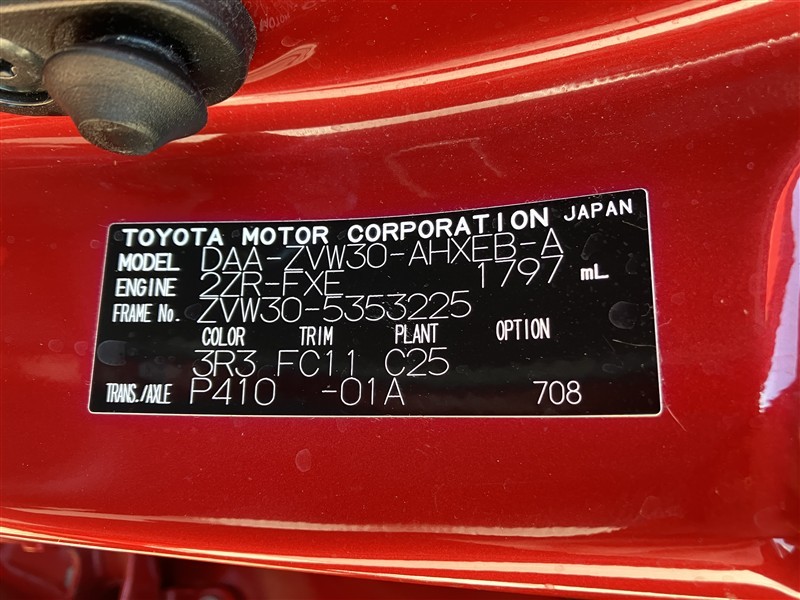 TOYOTA MOTOR CORPORATION JAPAN
MODEL DAA-ZVW30-AHXEB-A
ENGINE 2ZR-FXE 1797 mL
FRAME No. ZVW30-5353225
COLOR TRIM PLANT OPTION
3R3 FC11 C25
TRANS./AXLE P410 -01A 708